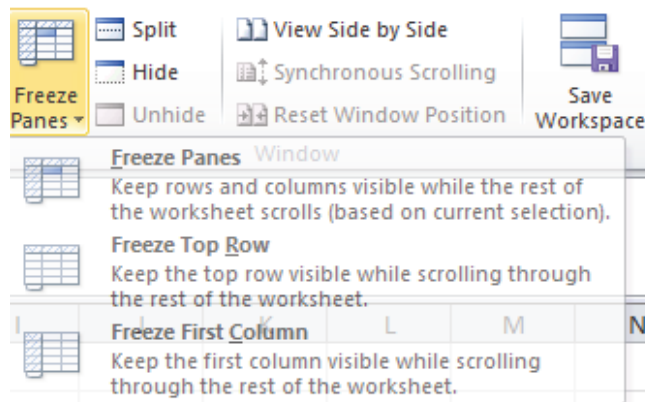 Split
View Side by Side
Hide
Synchronous Scrolling
Freeze
Panes
Unhide
Reset Window Position
Save
Workspace
Window
Freeze Panes
Keep rows and columns visible while the rest of
the worksheet scrolls (based on current selection).
Freeze Top Row
Keep the top row visible while scrolling through
the rest of the worksheet.
I K L M N
Freeze First Column
Keep the first column visible while scrolling
through the rest of the worksheet.